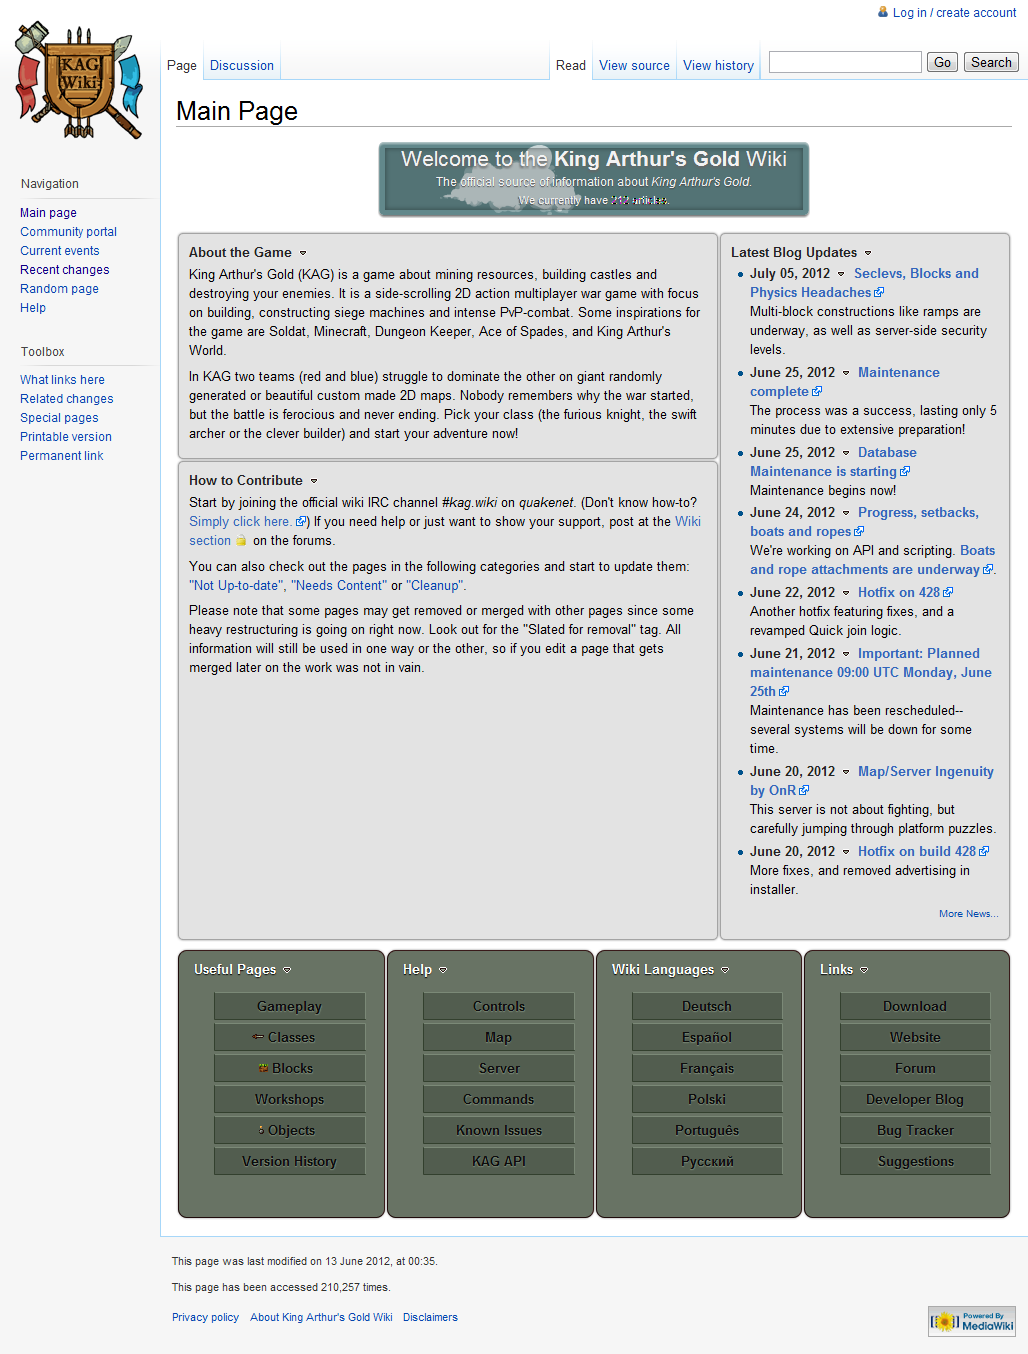 Log in / create account
KAG
Wiki
Page Discussion Read View source View history Go Search
Main Page
Navigation
Main page
Community portal
Current events
Recent changes
Random page
Help
Toolbox
What links here
Related changes
Special pages
Printable version
Permanent link
Welcome to the King Arthur's Gold Wiki
The official source of information about King Arthur's Gold.
We currently have articles.
About the Game
King Arthur's Gold (KAG) is a game about mining resources, building castles and
destroying your enemies. It is a side-scrolling 2D action multiplayer war game with focus
on building, constructing siege machines and intense PvP-combat. Some inspirations for
the game are Soldat, Minecraft, Dungeon Keeper, Ace of Spades, and King Arthur's
World.
In KAG two teams (red and blue) struggle to dominate the other on giant randomly
generated or beautiful custom made 2D maps. Nobody remembers why the war started,
but the battle is ferocious and never ending. Pick your class (the furious knight, the swift
archer or the clever builder) and start your adventure now!
How to Contribute
Start by joining the official wiki IRC channel #kag.wiki on quakenet. (Don't know how-to?
Simply click here.) If you need help or just want to show your support, post at the Wiki
section on the forums.
You can also check out the pages in the following categories and start to update them:
"Not Up-to-date", "Needs Content" or "Cleanup".
Please note that some pages may get removed or merged with other pages since some
heavy restructuring is going on right now. Look out for the "Slated for removal" tag. All
information will still be used in one way or the other, so if you edit a page that gets
merged later on the work was not in vain.
Latest Blog Updates
July 05, 2012 Seclevs, Blocks and
Physics Headaches
Multi-block constructions like ramps are
underway, as well as server-side security
levels.
June 25, 2012 Maintenance
complete
The process was a success, lasting only 5
minutes due to extensive preparation!
June 25, 2012 Database
Maintenance is starting
Maintenance begins now!
June 24, 2012 Progress, setbacks,
boats and ropes
We're working on API and scripting. Boats
and rope attachments are underway.
June 22, 2012 Hotfix on 428
Another hotfix featuring fixes, and a
revamped Quick join logic.
June 21, 2012 Important: Planned
maintenance 09:00 UTC Monday, June
25th
Maintenance has been rescheduled--
several systems will be down for some
time.
June 20, 2012 Map/Server Ingenuity
by OnR
This server is not about fighting, but
carefully jumping through platform puzzles.
June 20, 2012 Hotfix on build 428
More fixes, and removed advertising in
installer.
More News...
Useful Pages
Gameplay
Classes
Blocks
Workshops
Objects
Version History
Help
Controls
Map
Server
Commands
Known Issues
KAG API
Wiki Languages
Deutsch
Español
Français
Polski
Português
Русский
Links
Download
Website
Forum
Developer Blog
Bug Tracker
Suggestions
This page was last modified on 13 June 2012, at 00:35.
This page has been accessed 210,257 times.
Privacy policy About King Arthur's Gold Wiki Disclaimers
Powered By
MediaWiki